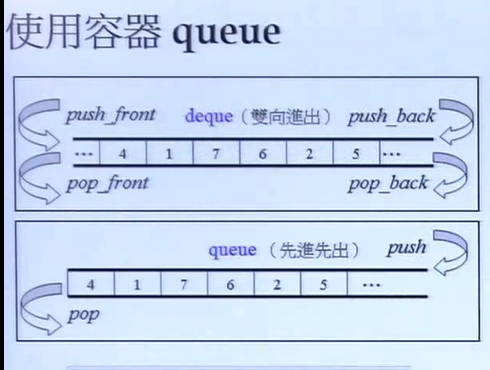 使用容器 queue
push_front deque（雙向進出） push_back
… 4 1 7 6 2 5 …
pop_front pop_back
queue （先進先出） push
4 1 7 6 2 5 …
pop